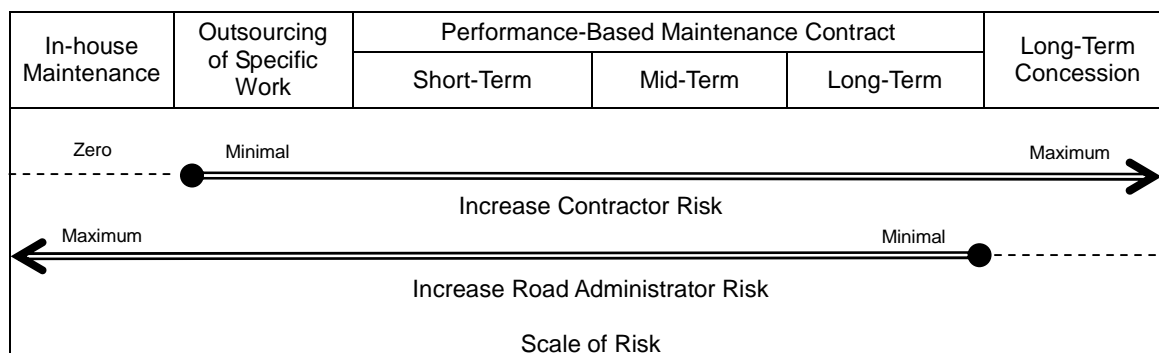 In-house
Maintenance
Outsourcing
of Specific
Work
Performance-Based Maintenance Contract
Short-Term
Mid-Term
Long-Term
Long-Term
Concession
Zero
Minimal
Maximum
Increase Contractor Risk
Maximum
Minimal
Increase Road Administrator Risk
Scale of Risk